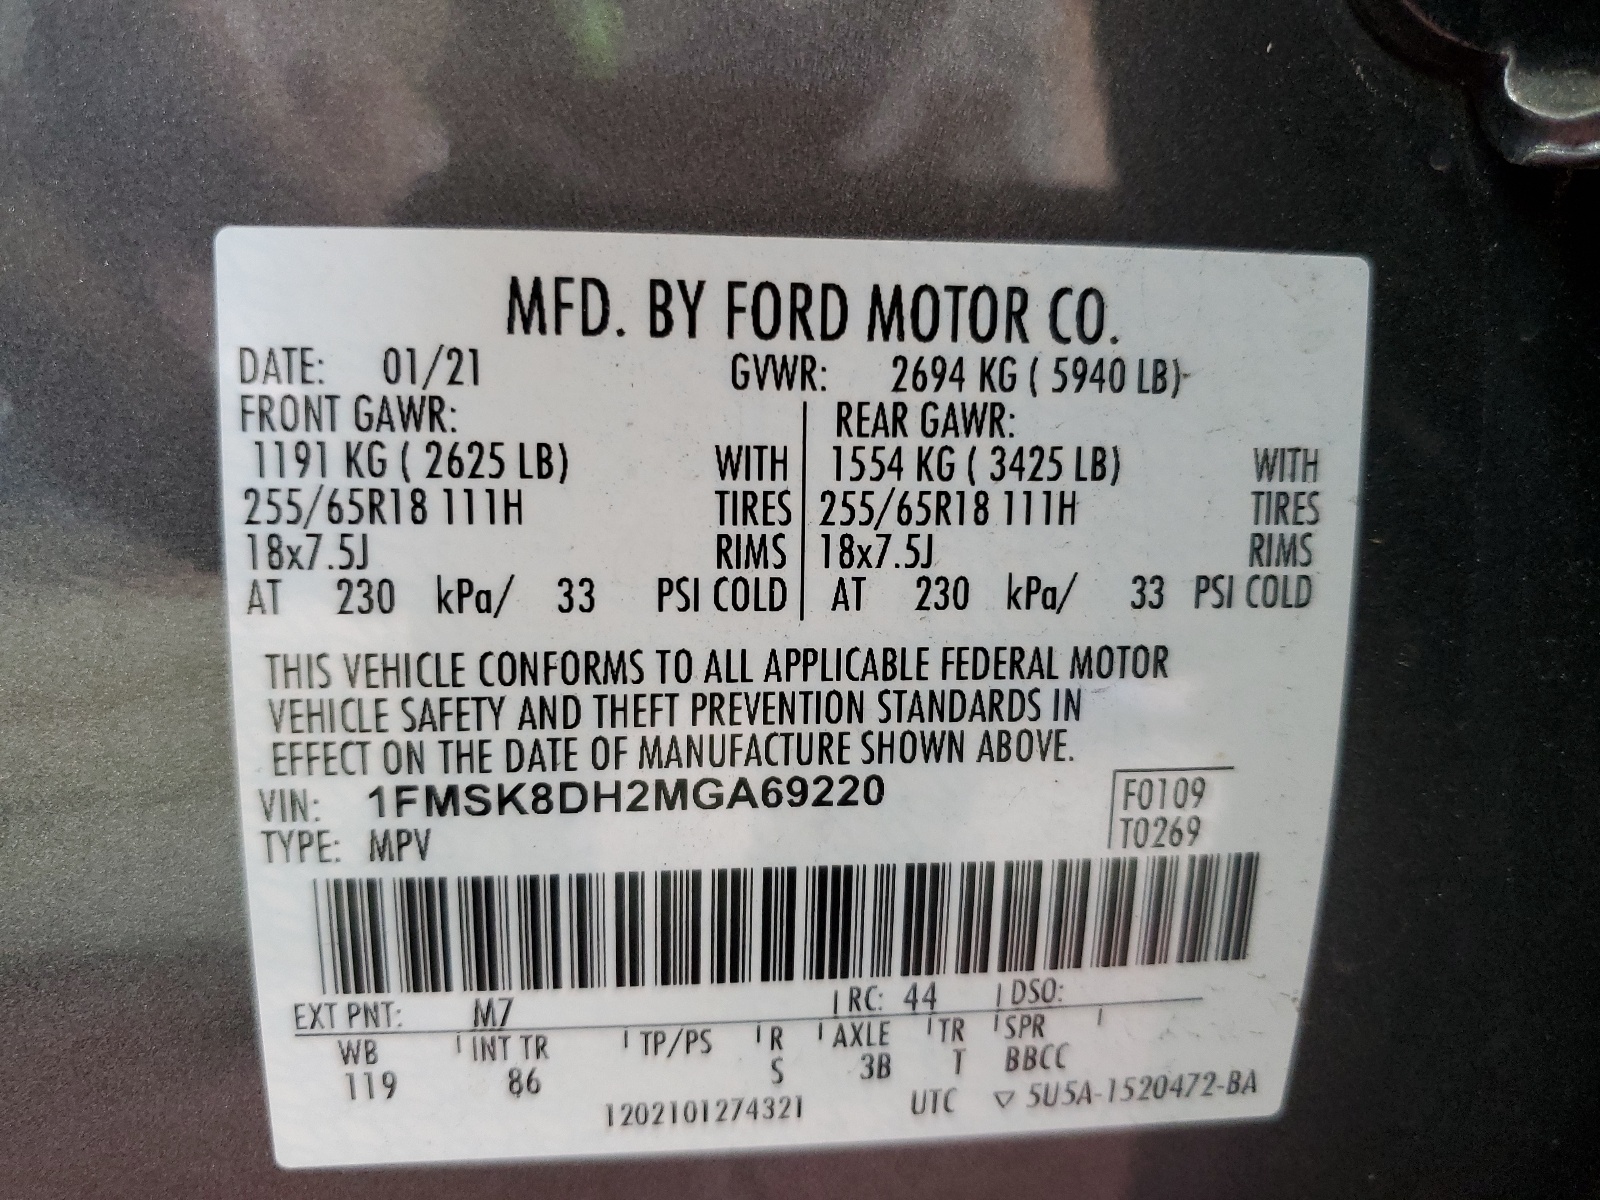 MFD. BY FORD MOTOR CO.
DATE: 01/21 GVWR: 2694 KG ( 5940 LB)
FRONT GAWR: REAR GAWR:
1191 KG ( 2625 LB) WITH 1554 KG ( 3425 LB) WITH
255/65R18 111H TIRES 255/65R18 111H TIRES
18x7.5J RIMS 18x7.5J RIMS
AT 230 kPa/ 33 PSI COLD AT 230 kPa/ 33 PSI COLD
THIS VEHICLE CONFORMS TO ALL APPLICABLE FEDERAL MOTOR
VEHICLE SAFETY AND THEFT PREVENTION STANDARDS IN
EFFECT ON THE DATE OF MANUFACTURE SHOWN ABOVE.
VIN: 1FMSK8DH2MGA69220 F0109
TYPE: MPV T0269
EXT PNT: M7 RC: 44 DSO:
WB INT TR TP/PS R AXLE TR SPR
119 86 S 3B T BBCC
1202101274321 UTC ▽ 5U5A-1520472-BA